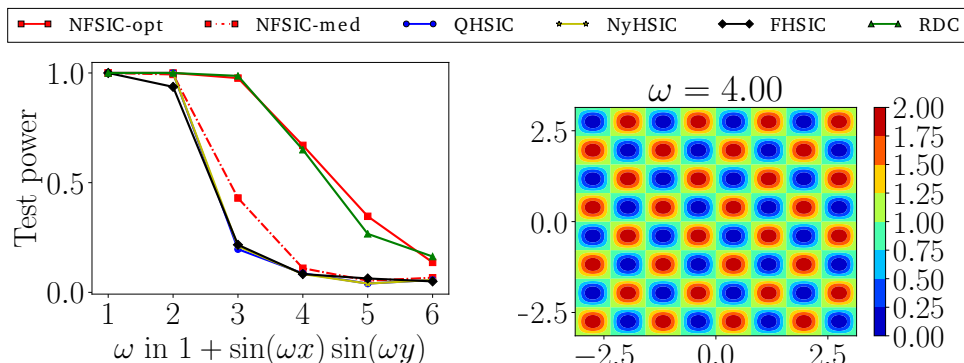 NFSIC-opt NFSIC-med QHSIC NyHSIC FHSIC RDC
1.0
0.5
0.0
Test power
1 2 3 4 5 6
ω in 1 + sin(ωx) sin(ωy)
ω = 4.00
2.5
0.0
−2.5
−2.5 0.0 2.5
2.00
1.75
1.50
1.25
1.00
0.75
0.50
0.25
0.00